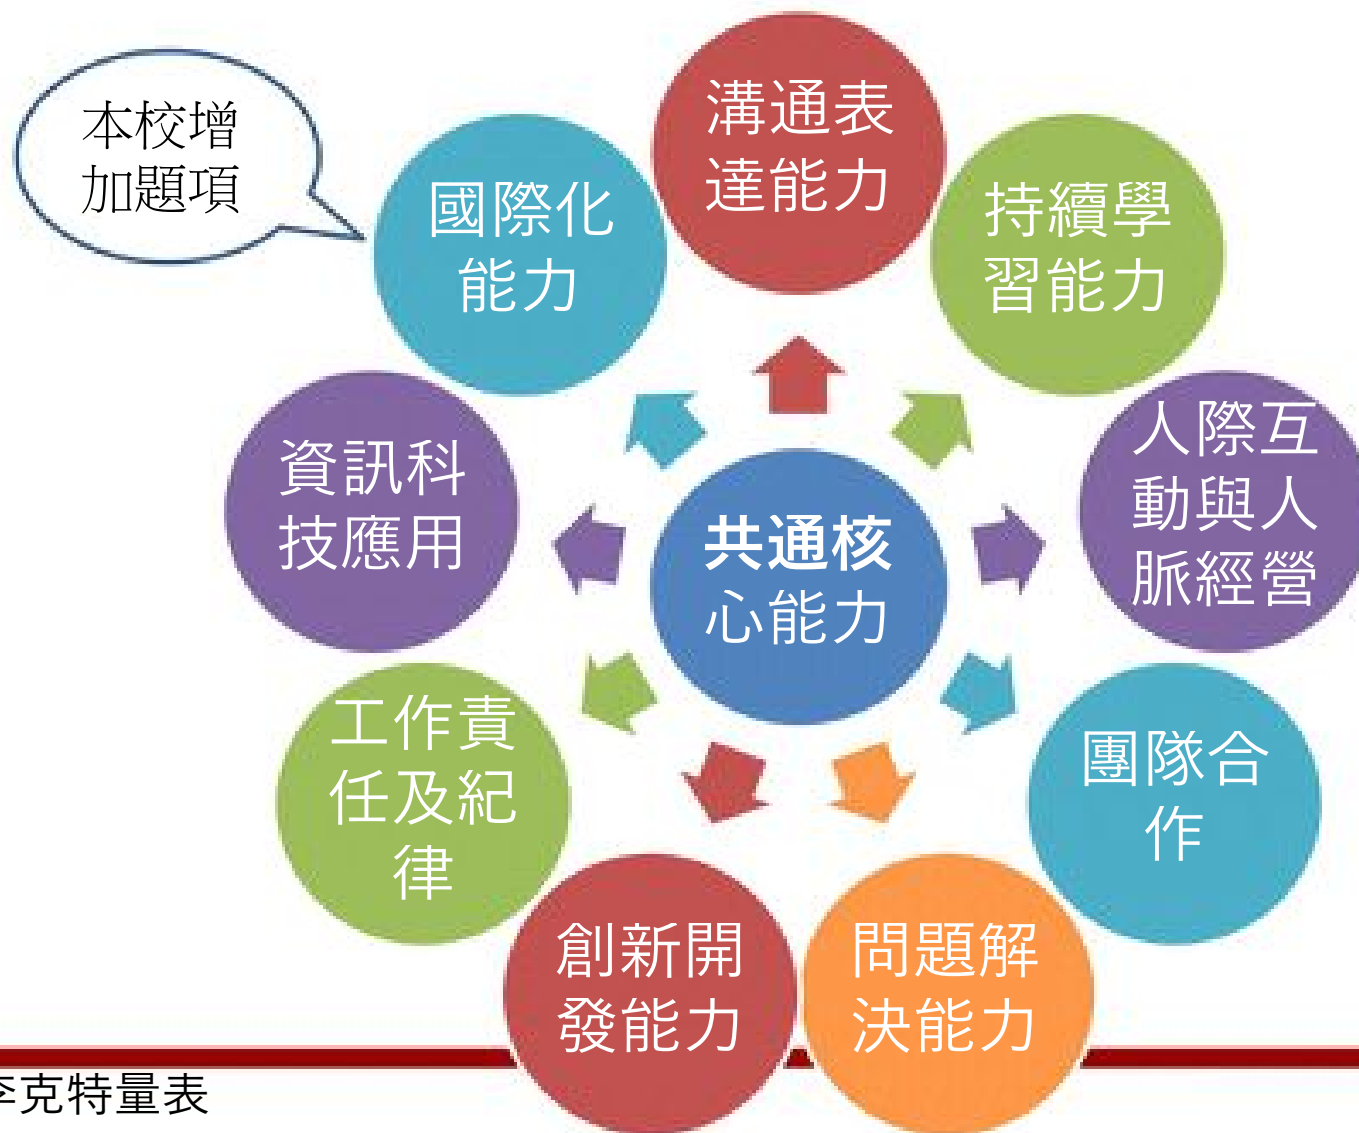 本校增
加題項
溝通表
達能力
國際化
能力
持續學
習能力
人際互
動與人
脈經營
資訊科
技應用
共通核
心能力
工作責
任及紀
律
團隊合
作
創新開
發能力
問題解
決能力
李克特量表